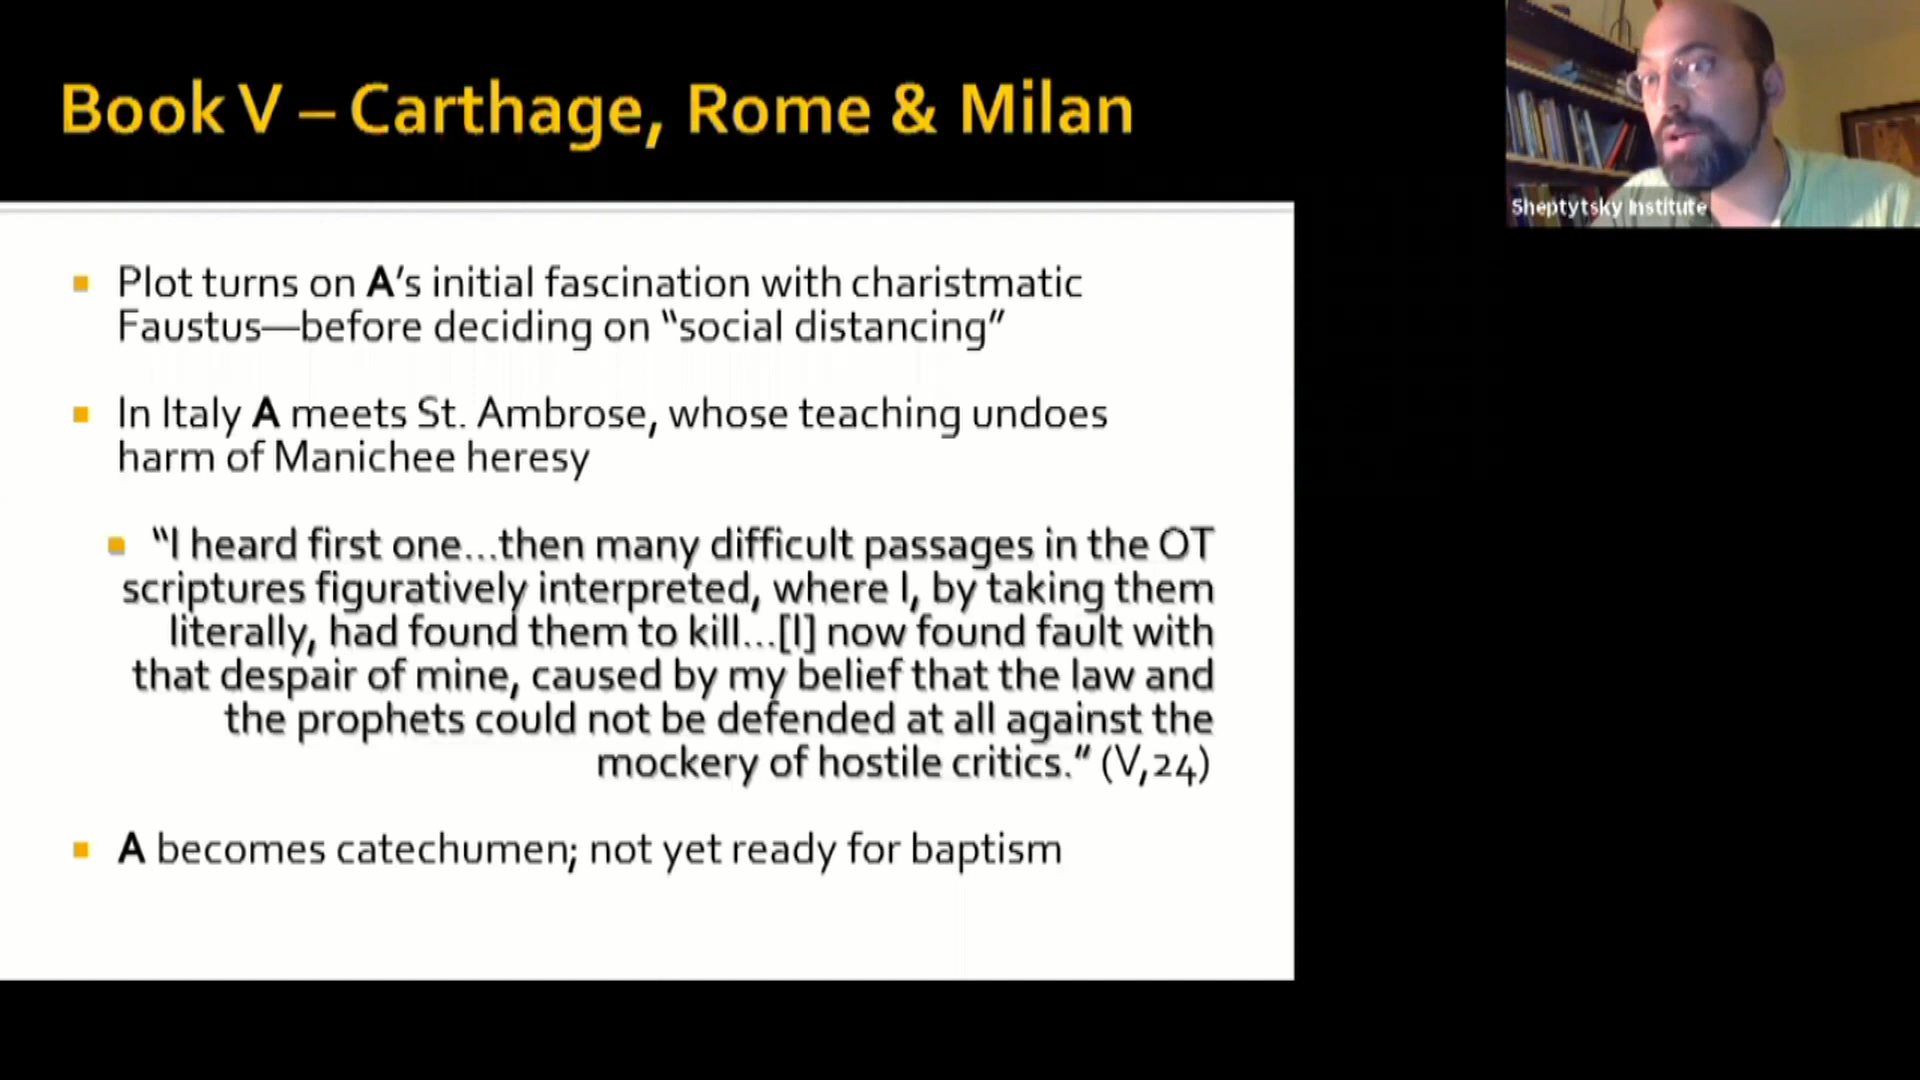 Book V – Carthage, Rome & Milan
Sheptytsky Institute
Plot turns on A's initial fascination with charistmatic
Faustus—before deciding on “social distancing”
In Italy A meets St. Ambrose, whose teaching undoes
harm of Manichee heresy
“I heard first one...then many difficult passages in the OT
scriptures figuratively interpreted, where I, by taking them
literally, had found them to kill...[I] now found fault with
that despair of mine, caused by my belief that the law and
the prophets could not be defended at all against the
mockery of hostile critics.” (V,24)
A becomes catechumen; not yet ready for baptism